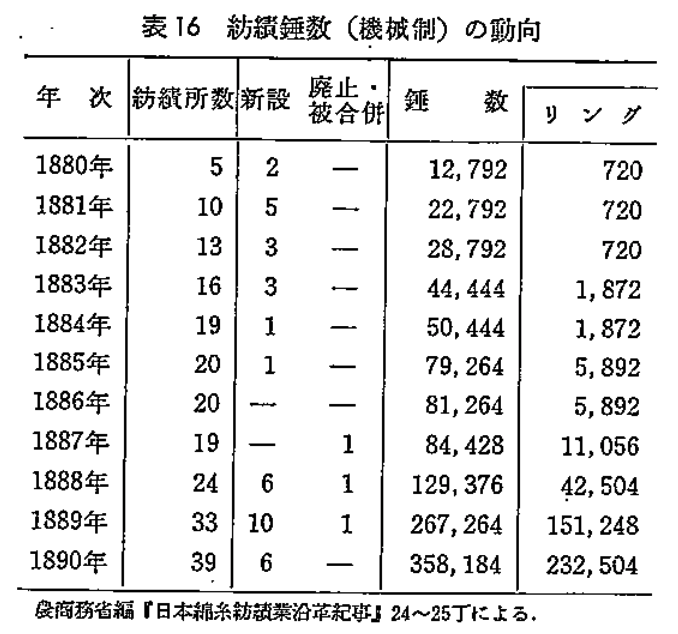 表16 紡績錘数（機械制）の動向
年次 紡績所数 新設 廃止・被合併 錘数 リング
1880年 5 2 — 12,792 720
1881年 10 5 — 22,792 720
1882年 13 3 — 28,792 720
1883年 16 3 — 44,444 1,872
1884年 19 1 — 50,444 1,872
1885年 20 1 — 79,264 5,892
1886年 20 — — 81,264 5,892
1887年 19 — 1 84,428 11,056
1888年 24 6 1 129,376 42,504
1889年 33 10 1 267,264 151,248
1890年 39 6 — 358,184 232,504
農商務省編『日本綿糸紡績業沿革紀事』24～25丁による.